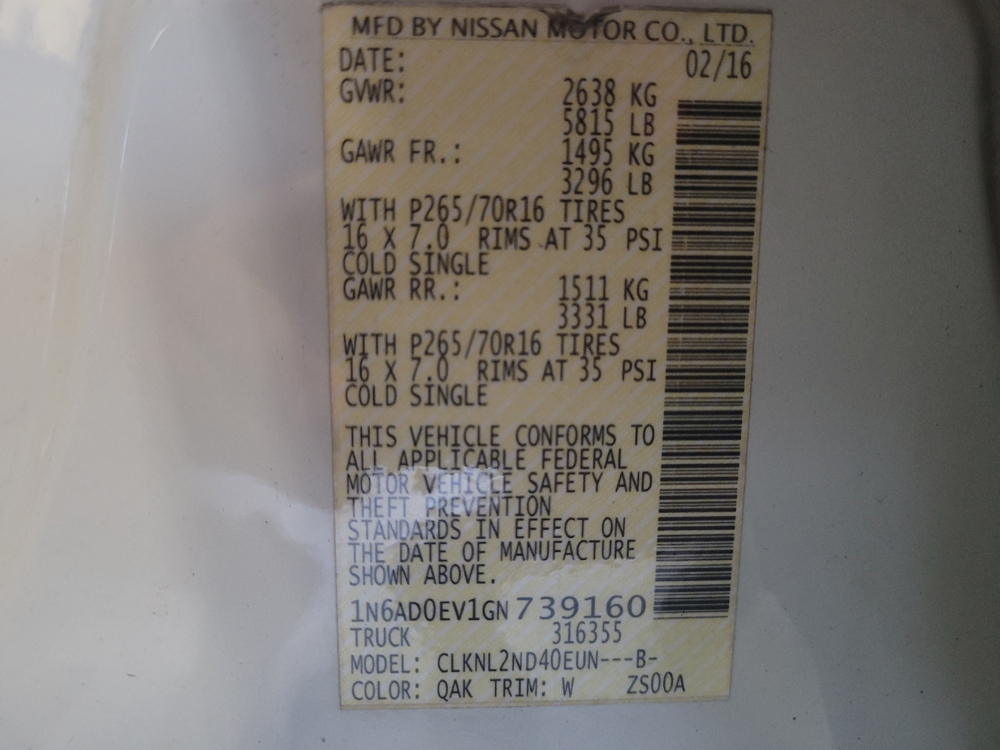 MFD BY NISSAN MOTOR CO., LTD.
DATE: 02/16
GVWR: 2638 KG
5815 LB
GAWR FR.: 1495 KG
3296 LB
WITH P265/70R16 TIRES
16 X 7.0 RIMS AT 35 PSI
COLD SINGLE
GAWR RR.: 1511 KG
3331 LB
WITH P265/70R16 TIRES
16 X 7.0 RIMS AT 35 PSI
COLD SINGLE
THIS VEHICLE CONFORMS TO
ALL APPLICABLE FEDERAL
MOTOR VEHICLE SAFETY AND
THEFT PREVENTION
STANDARDS IN EFFECT ON
THE DATE OF MANUFACTURE
SHOWN ABOVE.
1N6AD0EV1GN739160
TRUCK 316355
MODEL: CLKNL2ND40EUN---B-
COLOR: QAK TRIM: W ZS00A